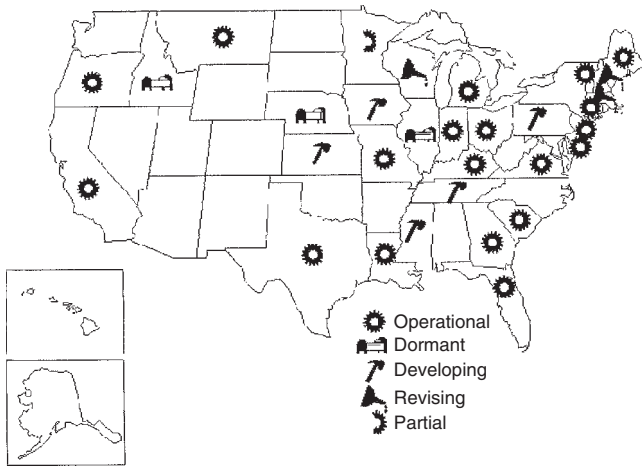 Operational
Dormant
Developing
Revising
Partial